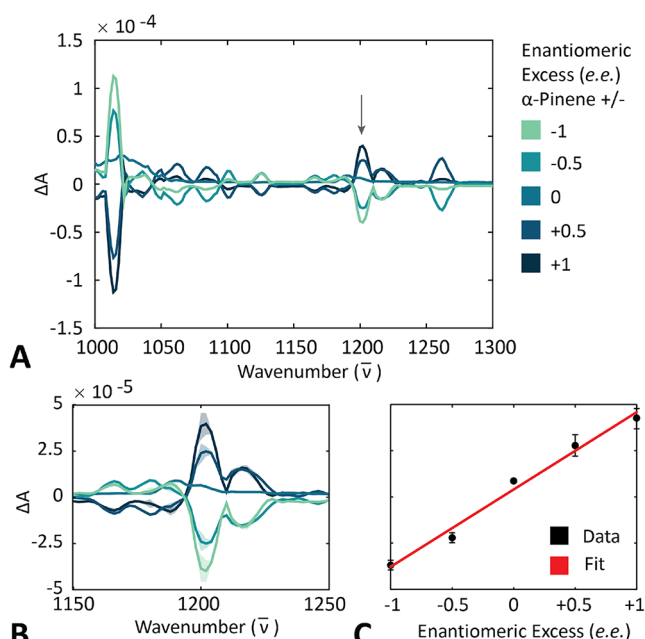 × 10⁻⁴
1.5
1
0.5
0
-0.5
-1
-1.5
ΔA
1000 1050 1100 1150 1200 1250 1300
Wavenumber (ν̅)
A
Enantiomeric
Excess (e.e.)
α-Pinene +/-
-1
-0.5
0
+0.5
+1
× 10⁻⁵
5
2.5
0
-2.5
-5
ΔA
1150 1200 1250
Wavenumber (ν̅)
B
Data
Fit
-1 -0.5 0 +0.5 +1
Enantiomeric Excess (e.e.)
C